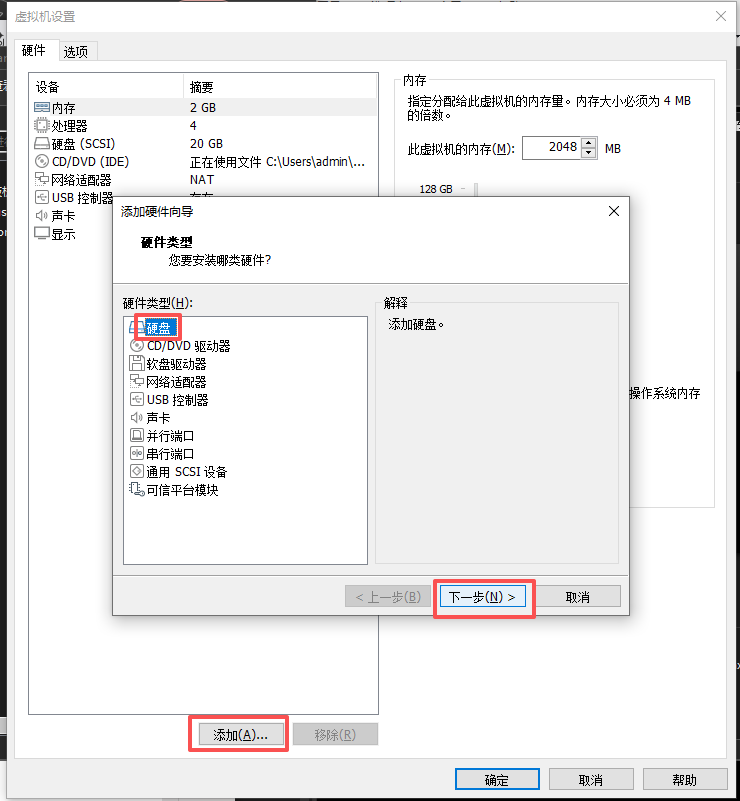 虚拟机设置
硬件 选项
设备 摘要
内存 2 GB
处理器 4
硬盘 (SCSI) 20 GB
CD/DVD (IDE) 正在使用文件 C:\Users\admin\...
网络适配器 NAT
USB 控制器
声卡
显示
内存
指定分配给此虚拟机的内存量。内存大小必须为 4 MB
的倍数。
此虚拟机的内存(M): 2048 MB
128 GB
添加硬件向导
硬件类型
您要安装哪类硬件?
硬件类型(H):
硬盘
CD/DVD 驱动器
软盘驱动器
网络适配器
USB 控制器
声卡
并行端口
串行端口
通用 SCSI 设备
可信平台模块
解释
添加硬盘。
操作系统内存
< 上一步(B) 下一步(N) > 取消
添加(A)... 移除(R)
确定 取消 帮助